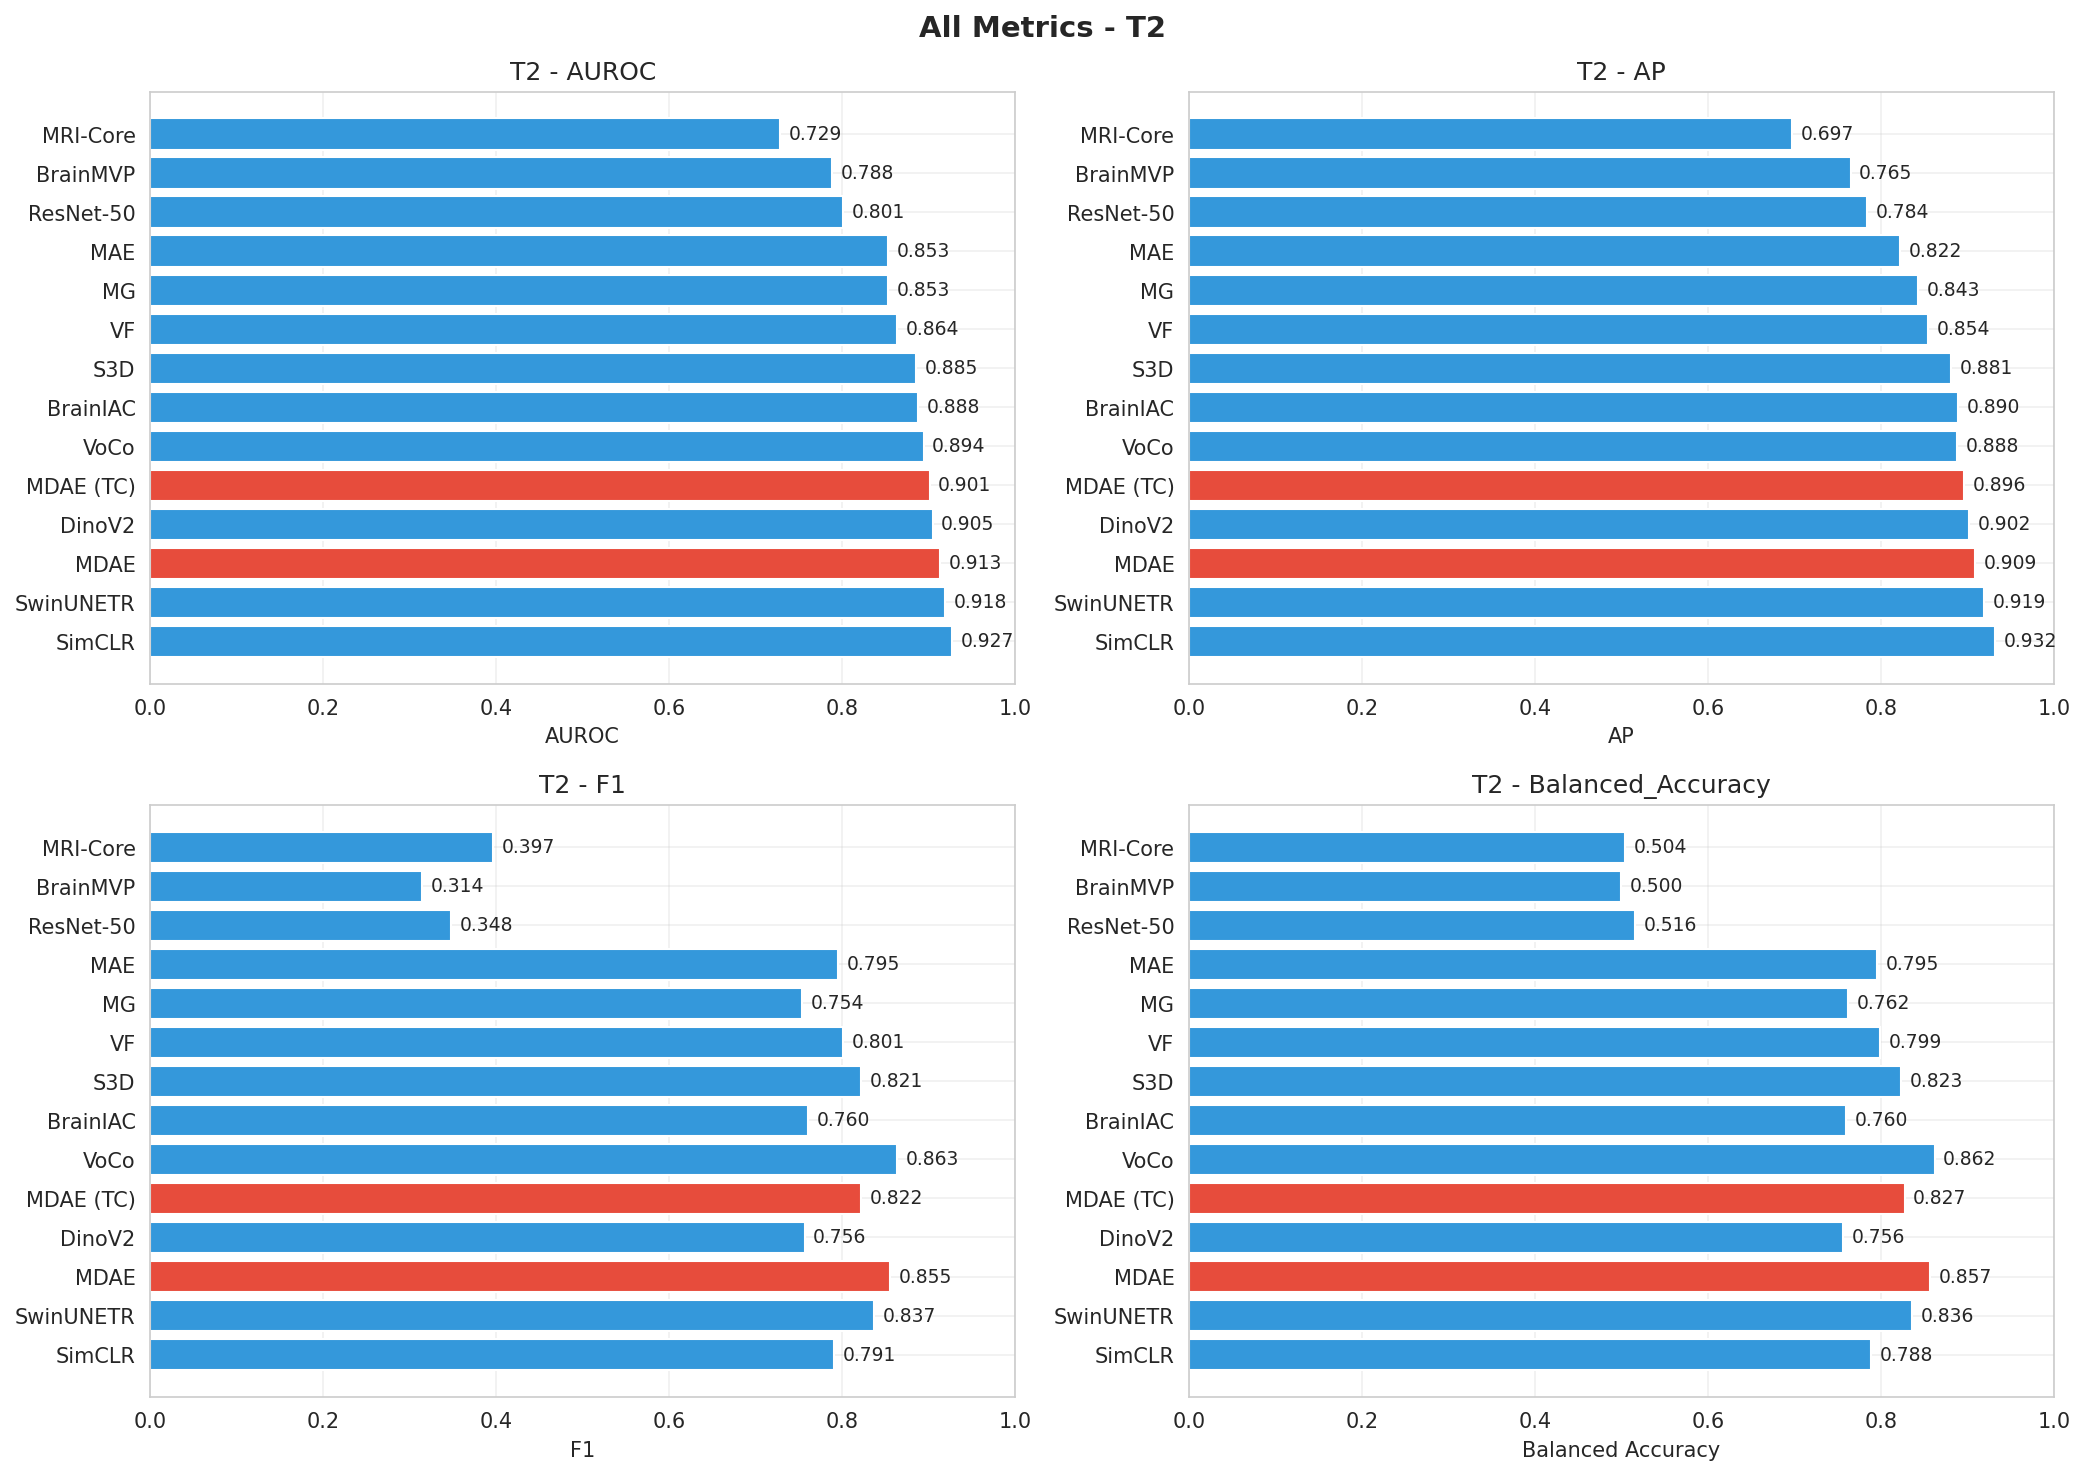 All Metrics - T2
T2 - AUROC
MRI-Core 0.729
BrainMVP 0.788
ResNet-50 0.801
MAE 0.853
MG 0.853
VF 0.864
S3D 0.885
BrainIAC 0.888
VoCo 0.894
MDAE (TC) 0.901
DinoV2 0.905
MDAE 0.913
SwinUNETR 0.918
SimCLR 0.927
0.0 0.2 0.4 0.6 0.8 1.0
AUROC
T2 - AP
MRI-Core 0.697
BrainMVP 0.765
ResNet-50 0.784
MAE 0.822
MG 0.843
VF 0.854
S3D 0.881
BrainIAC 0.890
VoCo 0.888
MDAE (TC) 0.896
DinoV2 0.902
MDAE 0.909
SwinUNETR 0.919
SimCLR 0.932
0.0 0.2 0.4 0.6 0.8 1.0
AP
T2 - F1
MRI-Core 0.397
BrainMVP 0.314
ResNet-50 0.348
MAE 0.795
MG 0.754
VF 0.801
S3D 0.821
BrainIAC 0.760
VoCo 0.863
MDAE (TC) 0.822
DinoV2 0.756
MDAE 0.855
SwinUNETR 0.837
SimCLR 0.791
0.0 0.2 0.4 0.6 0.8 1.0
F1
T2 - Balanced_Accuracy
MRI-Core 0.504
BrainMVP 0.500
ResNet-50 0.516
MAE 0.795
MG 0.762
VF 0.799
S3D 0.823
BrainIAC 0.760
VoCo 0.862
MDAE (TC) 0.827
DinoV2 0.756
MDAE 0.857
SwinUNETR 0.836
SimCLR 0.788
0.0 0.2 0.4 0.6 0.8 1.0
Balanced Accuracy